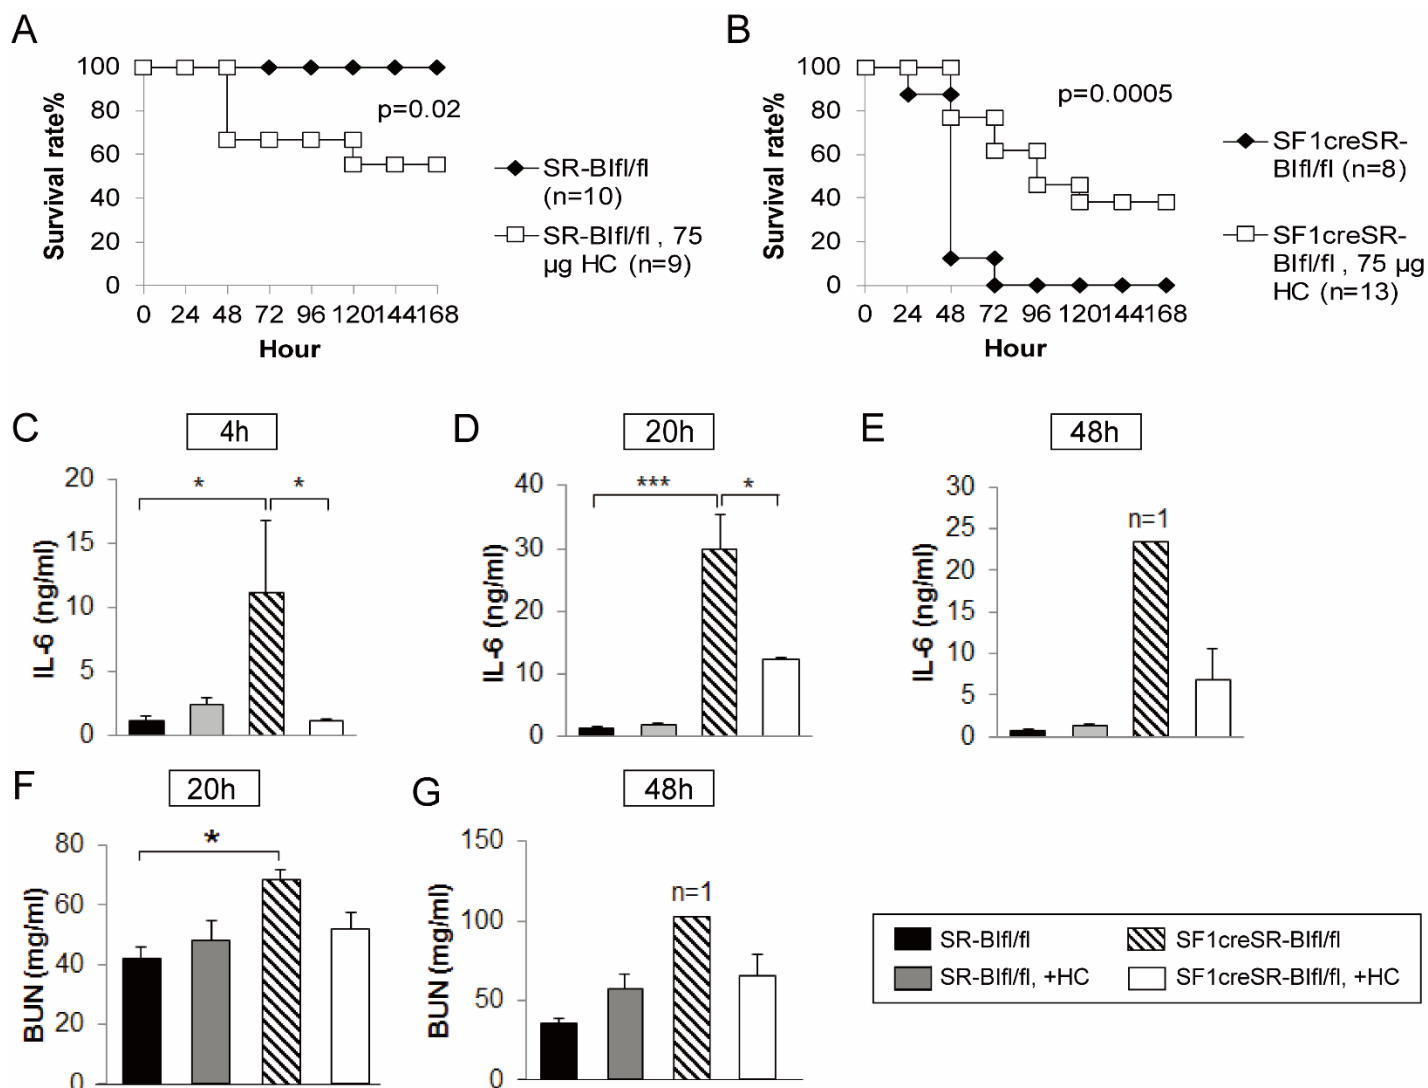 A
B
100
80
60
40
20
0
Survival rate%
p=0.02
0 24 48 72 96 120144168
Hour
SR-BIfl/fl
(n=10)
SR-BIfl/fl , 75
µg HC (n=9)
100
80
60
40
20
0
Survival rate%
p=0.0005
0 24 48 72 96 120144168
Hour
SF1creSR-
BIfl/fl (n=8)
SF1creSR-
BIfl/fl , 75 µg
HC (n=13)
C
4h
20
15
10
5
0
IL-6 (ng/ml)
* *
D
20h
40
30
20
10
0
IL-6 (ng/ml)
*** *
E
48h
30
25
20
15
10
5
0
IL-6 (ng/ml)
n=1
F
20h
80
60
40
20
0
BUN (mg/ml)
*
G
48h
150
100
50
0
BUN (mg/ml)
n=1
SR-BIfl/fl
SF1creSR-BIfl/fl
SR-BIfl/fl, +HC
SF1creSR-BIfl/fl, +HC